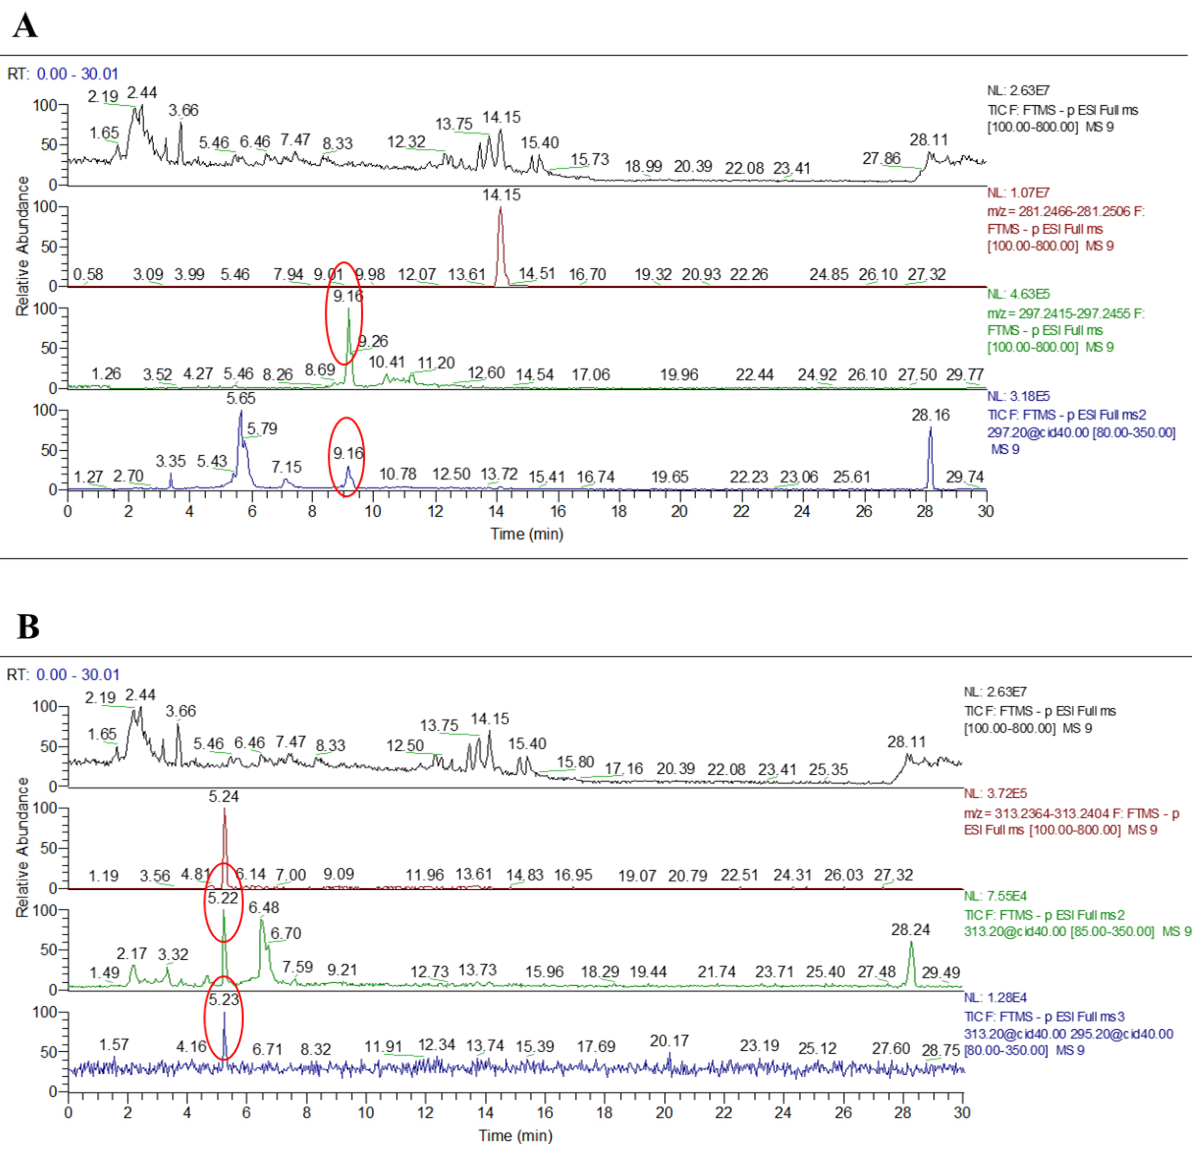 A
RT: 0.00 - 30.01
NL: 2.63E7
TIC F: FTMS - p ESI Full ms
[100.00-800.00] MS 9
100
50
0
1.65 2.19 2.44 3.66 5.46 6.46 7.47 8.33 12.32 13.75 14.15 15.40 15.73 18.99 20.39 22.08 23.41 27.86 28.11
NL: 1.07E7
m/z= 281.2466-281.2506 F:
FTMS - p ESI Full ms
[100.00-800.00] MS 9
100
50
0
0.58 3.09 3.99 5.46 7.94 9.01 9.98 12.07 13.61 14.15 14.51 16.70 19.32 20.93 22.26 24.85 26.10 27.32
Relative Abundance
NL: 4.63E5
m/z= 297.2415-297.2455 F:
FTMS - p ESI Full ms
[100.00-800.00] MS 9
100
50
0
1.26 3.52 4.27 5.46 8.26 8.69 9.16 9.26 10.41 11.20 12.60 14.54 17.06 19.96 22.44 24.92 26.10 27.50 29.77
NL: 3.18E5
TIC F: FTMS - p ESI Full ms2
297.20@cid40.00 [80.00-350.00]
MS 9
100
50
0
1.27 2.70 3.35 5.43 5.65 5.79 7.15 9.16 10.78 12.50 13.72 15.41 16.74 19.65 22.23 23.06 25.61 28.16 29.74
0 2 4 6 8 10 12 14 16 18 20 22 24 26 28 30
Time (min)
B
RT: 0.00 - 30.01
NL: 2.63E7
TIC F: FTMS - p ESI Full ms
[100.00-800.00] MS 9
100
50
0
1.65 2.19 2.44 3.66 5.46 6.46 7.47 8.33 12.50 13.75 14.15 15.40 15.80 17.16 20.39 22.08 23.41 25.35 28.11
NL: 3.72E5
m/z= 313.2364-313.2404 F: FTMS - p
ESI Full ms [100.00-800.00] MS 9
100
50
0
1.19 3.56 4.81 5.24 6.14 7.00 9.09 11.96 13.61 14.83 16.95 19.07 20.79 22.51 24.31 26.03 27.32
Relative Abundance
NL: 7.55E4
TIC F: FTMS - p ESI Full ms2
313.20@cid40.00 [85.00-350.00] MS 9
100
50
0
1.49 2.17 3.32 5.22 6.48 6.70 7.59 9.21 12.73 13.73 15.96 18.29 19.44 21.74 23.71 25.40 27.48 28.24 29.49
NL: 1.28E4
TIC F: FTMS - p ESI Full ms3
313.20@cid40.00 295.20@cid40.00
[80.00-350.00] MS 9
100
50
0
1.57 4.16 5.23 6.71 8.32 11.91 12.34 13.74 15.39 17.69 20.17 23.19 25.12 27.60 28.75
0 2 4 6 8 10 12 14 16 18 20 22 24 26 28 30
Time (min)